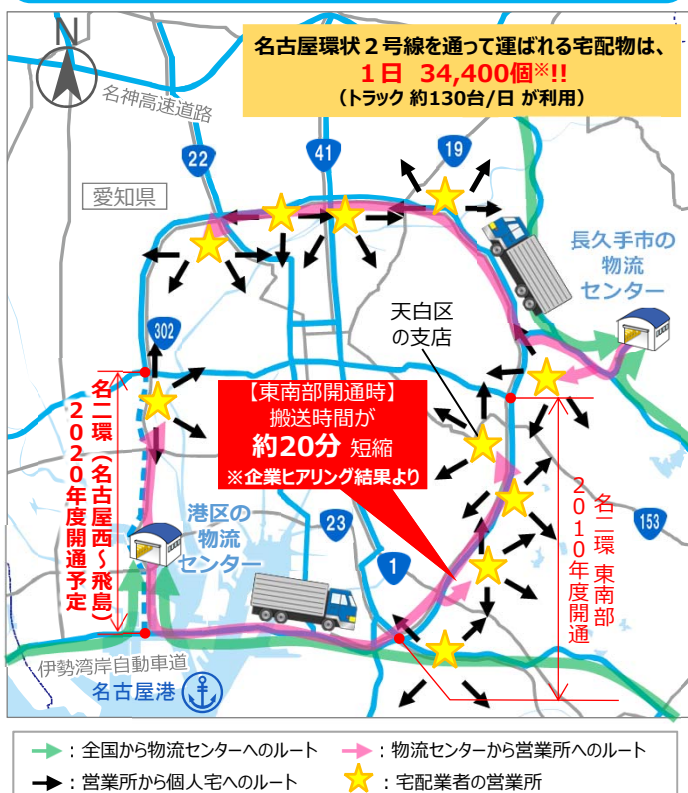 名古屋環状２号線を通って運ばれる宅配物は、
１日 34,400個※!!
（トラック 約130台/日 が利用）
N
名神高速道路
22
41
19
愛知県
長久手市の
物流
センター
天白区
の支店
302
【東南部開通時】
搬送時間が
約20分 短縮
※企業ヒアリング結果より
名二環（名古屋西～飛島）
２０２０年度開通予定
港区の
物流
センター
23
1
153
名二環 東南部
２０１０年度開通
伊勢湾岸自動車道
名古屋港
：全国から物流センターへのルート
：物流センターから営業所へのルート
：営業所から個人宅へのルート
：宅配業者の営業所